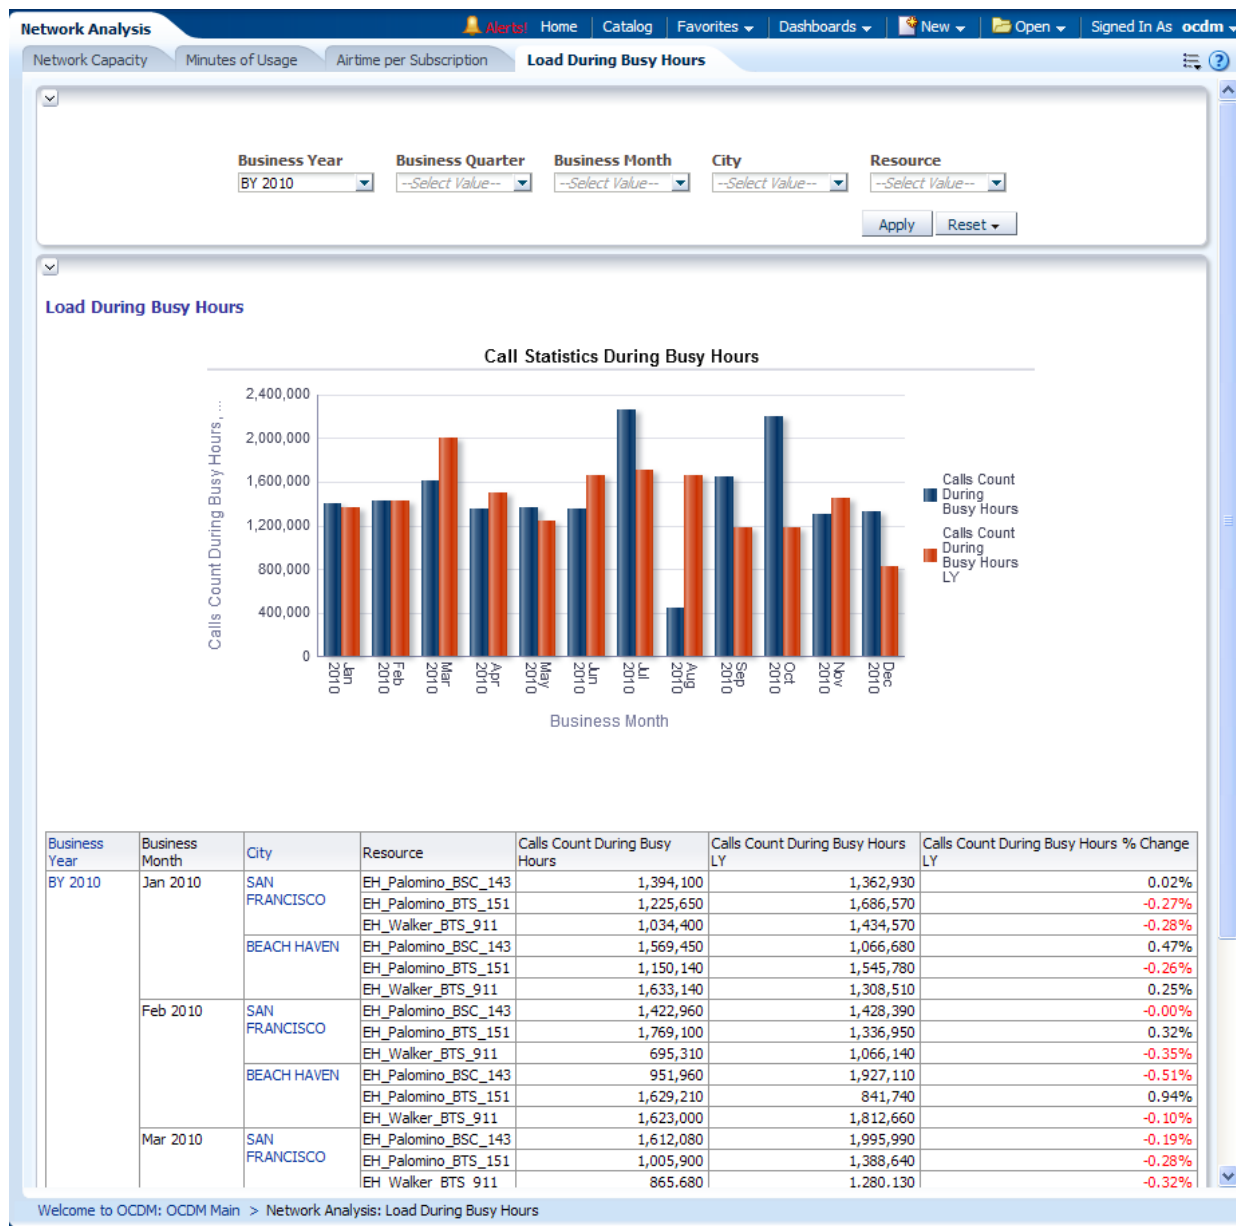 Network Analysis
Alerts! Home Catalog Favorites Dashboards New Open Signed In As ocdm
Network Capacity Minutes of Usage Airtime per Subscription Load During Busy Hours
Business Year Business Quarter Business Month City Resource
BY 2010 --Select Value-- --Select Value-- --Select Value-- --Select Value--
Apply Reset
Load During Busy Hours
Call Statistics During Busy Hours
Calls Count During Busy Hours, ...
2,400,000
2,000,000
1,600,000
1,200,000
800,000
400,000
0
Jan 2010
Feb 2010
Mar 2010
Apr 2010
May 2010
Jun 2010
Jul 2010
Aug 2010
Sep 2010
Oct 2010
Nov 2010
Dec 2010
Business Month
Calls Count
During
Busy Hours
Calls Count
During
Busy Hours
LY
Business Year Business Month City Resource Calls Count During Busy Hours Calls Count During Busy Hours LY Calls Count During Busy Hours % Change LY
BY 2010 Jan 2010 SAN FRANCISCO EH_Palomino_BSC_143 1,394,100 1,362,930 0.02%
EH_Palomino_BTS_151 1,225,650 1,686,570 -0.27%
EH_Walker_BTS_911 1,034,400 1,434,570 -0.28%
BEACH HAVEN EH_Palomino_BSC_143 1,569,450 1,066,680 0.47%
EH_Palomino_BTS_151 1,150,140 1,545,780 -0.26%
EH_Walker_BTS_911 1,633,140 1,308,510 0.25%
Feb 2010 SAN FRANCISCO EH_Palomino_BSC_143 1,422,960 1,428,390 -0.00%
EH_Palomino_BTS_151 1,769,100 1,336,950 0.32%
EH_Walker_BTS_911 695,310 1,066,140 -0.35%
BEACH HAVEN EH_Palomino_BSC_143 951,960 1,927,110 -0.51%
EH_Palomino_BTS_151 1,629,210 841,740 0.94%
EH_Walker_BTS_911 1,623,000 1,812,660 -0.10%
Mar 2010 SAN FRANCISCO EH_Palomino_BSC_143 1,612,080 1,995,990 -0.19%
EH_Palomino_BTS_151 1,005,900 1,388,640 -0.28%
EH_Walker_BTS_911 865,680 1,280,130 -0.32%
Welcome to OCDM: OCDM Main > Network Analysis: Load During Busy Hours